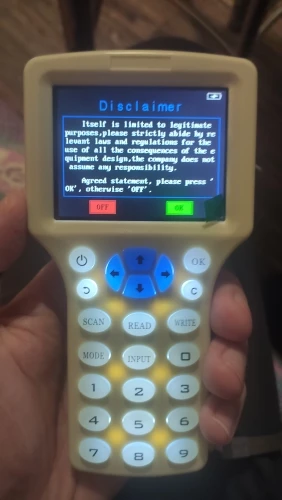 Disclaimer
Itself is limited to legitimate
purposes,please strictly abide by re
levant laws and regulations for the
use of all the consequences of the e
quipment design,the company does not
assume any responsibility.
Agreed statement, please press '
OK', otherwise 'OFF'.
OFF OK
OK
SCAN READ WRITE
MODE INPUT 0
1 2 3
4 5 6
7 8 9